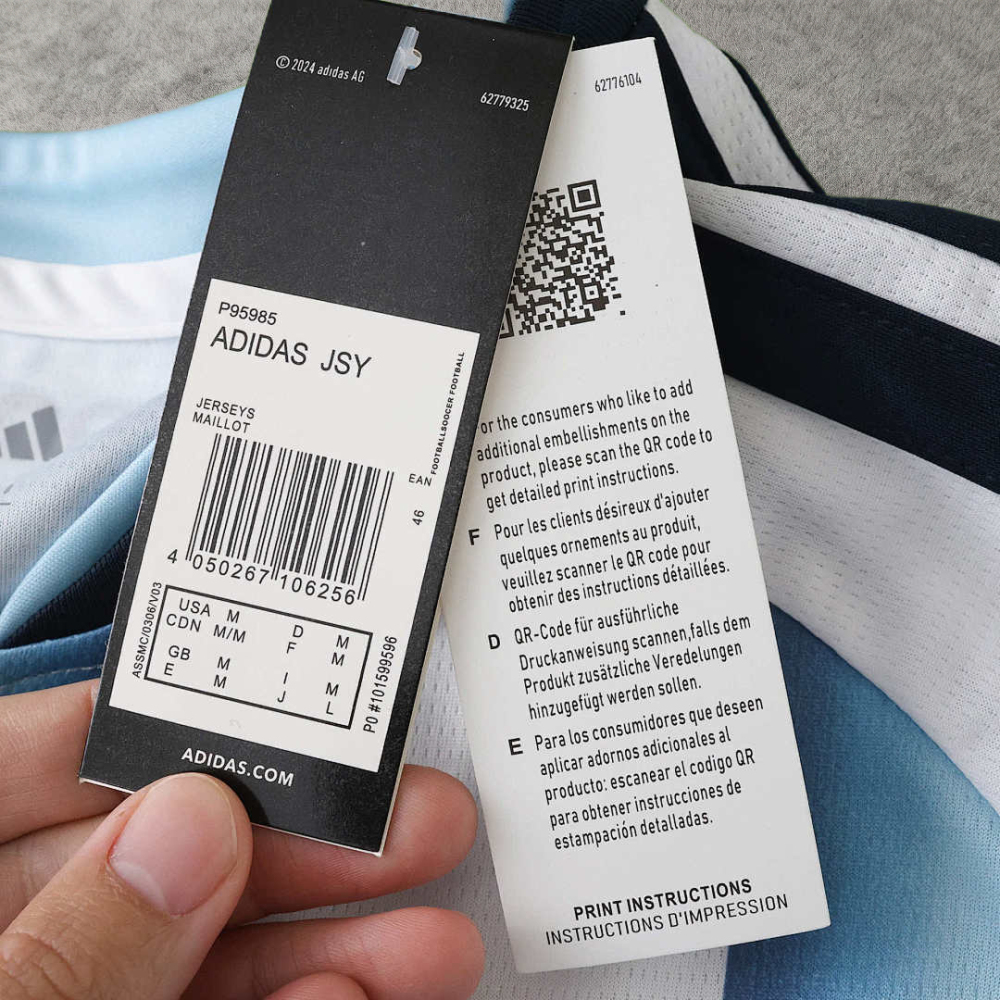 © 2024 adidas AG
62779325
P95985
ADIDAS JSY
JERSEYS
MAILLOT
FOOTBALLSOCCER FOOTBALL
EAN
46
4 050267 106256
ASSMC/0306/V03
USA M D M
CDN M/M F M
GB M I M
E M J L
PO #101599596
ADIDAS.COM
62776104
or the consumers who like to add
additional embellishments on the
product, please scan the QR code to
get detailed print instructions.
F Pour les clients désireux d'ajouter
quelques ornements au produit,
veuillez scanner le QR code pour
obtenir des instructions détaillées.
D QR-Code für ausführliche
Druckanweisung scannen,falls dem
Produkt zusätzliche Veredelungen
hinzugefügt werden sollen.
E Para los consumidores que deseen
aplicar adornos adicionales al
producto: escanear el codigo QR
para obtener instrucciones de
estampación detalladas.
PRINT INSTRUCTIONS
INSTRUCTIONS D'IMPRESSION